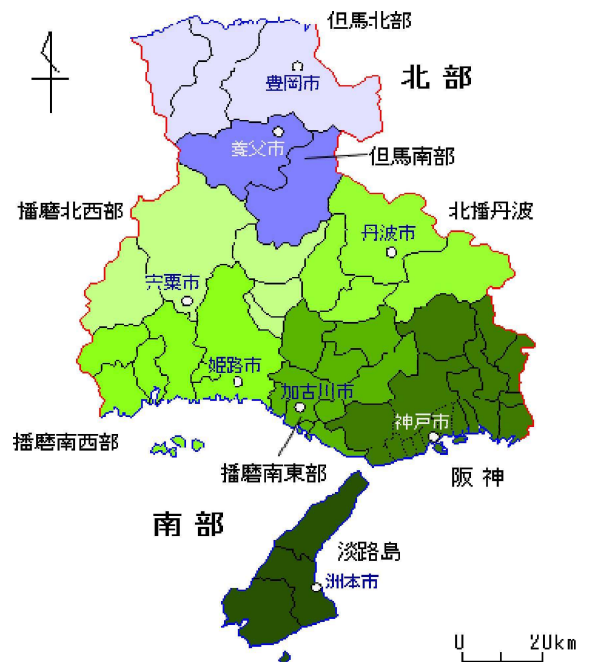 但馬北部
北部
豊岡市
養父市
但馬南部
播磨北西部
北播丹波
丹波市
宍粟市
姫路市
加古川市
神戸市
播磨南西部
播磨南東部
阪神
南部
淡路島
洲本市
0 20km